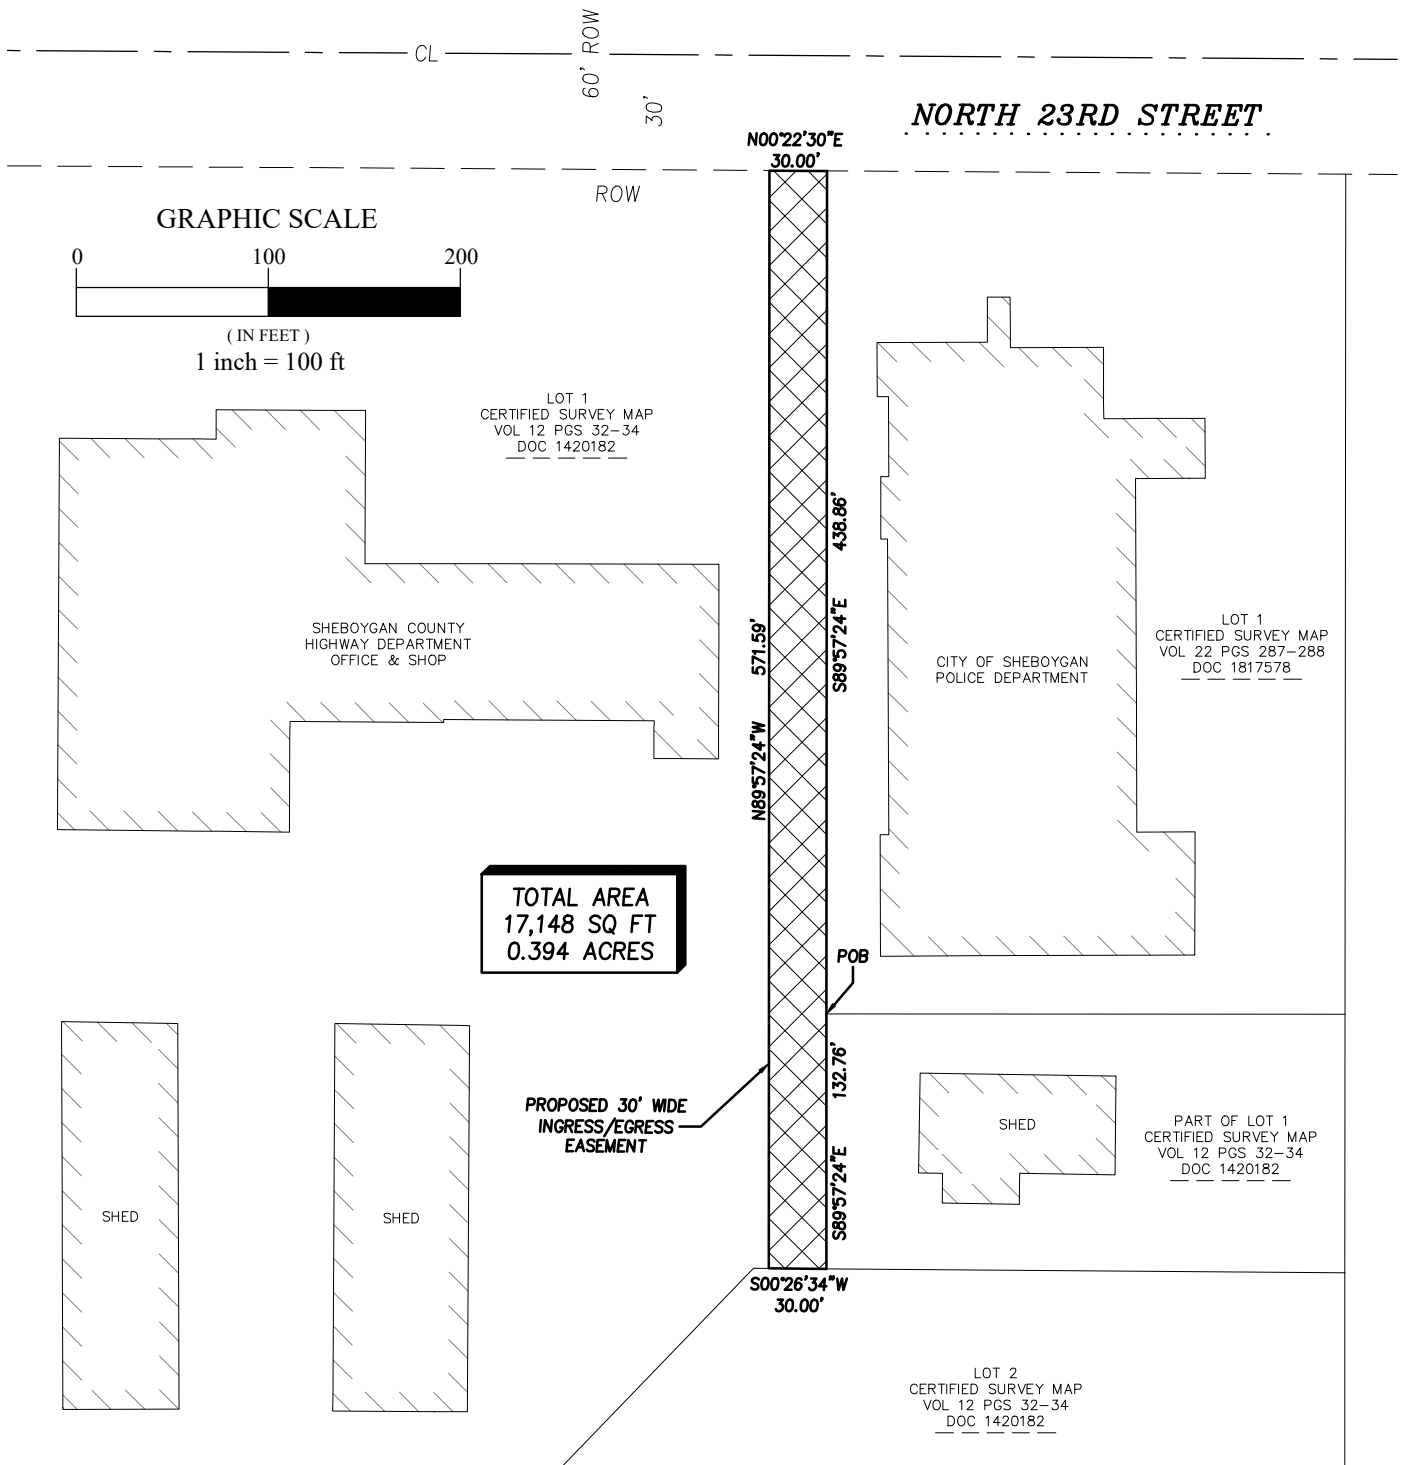 CL
60' ROW
30'
NORTH 23RD STREET
N00°22'30"E
30.00'
ROW
GRAPHIC SCALE
0 100 200
( IN FEET )
1 inch = 100 ft
LOT 1
CERTIFIED SURVEY MAP
VOL 12 PGS 32-34
DOC 1420182
438.86'
S89°57'24"E
571.59'
N89°57'24"W
SHEBOYGAN COUNTY
HIGHWAY DEPARTMENT
OFFICE & SHOP
CITY OF SHEBOYGAN
POLICE DEPARTMENT
LOT 1
CERTIFIED SURVEY MAP
VOL 22 PGS 287-288
DOC 1817578
TOTAL AREA
17,148 SQ FT
0.394 ACRES
POB
132.76'
S89°57'24"E
PROPOSED 30' WIDE
INGRESS/EGRESS
EASEMENT
SHED
PART OF LOT 1
CERTIFIED SURVEY MAP
VOL 12 PGS 32-34
DOC 1420182
SHED
SHED
S00°26'34"W
30.00'
LOT 2
CERTIFIED SURVEY MAP
VOL 12 PGS 32-34
DOC 1420182